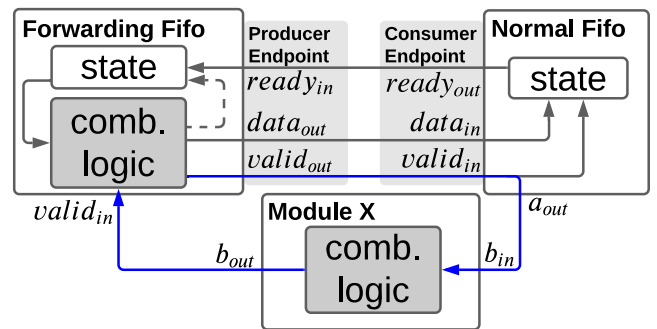 Forwarding Fifo
Producer
Endpoint
Consumer
Endpoint
Normal Fifo
state
ready_in
ready_out
state
comb.
logic
data_out
data_in
valid_out
valid_in
valid_in
a_out
Module X
b_out
comb.
logic
b_in